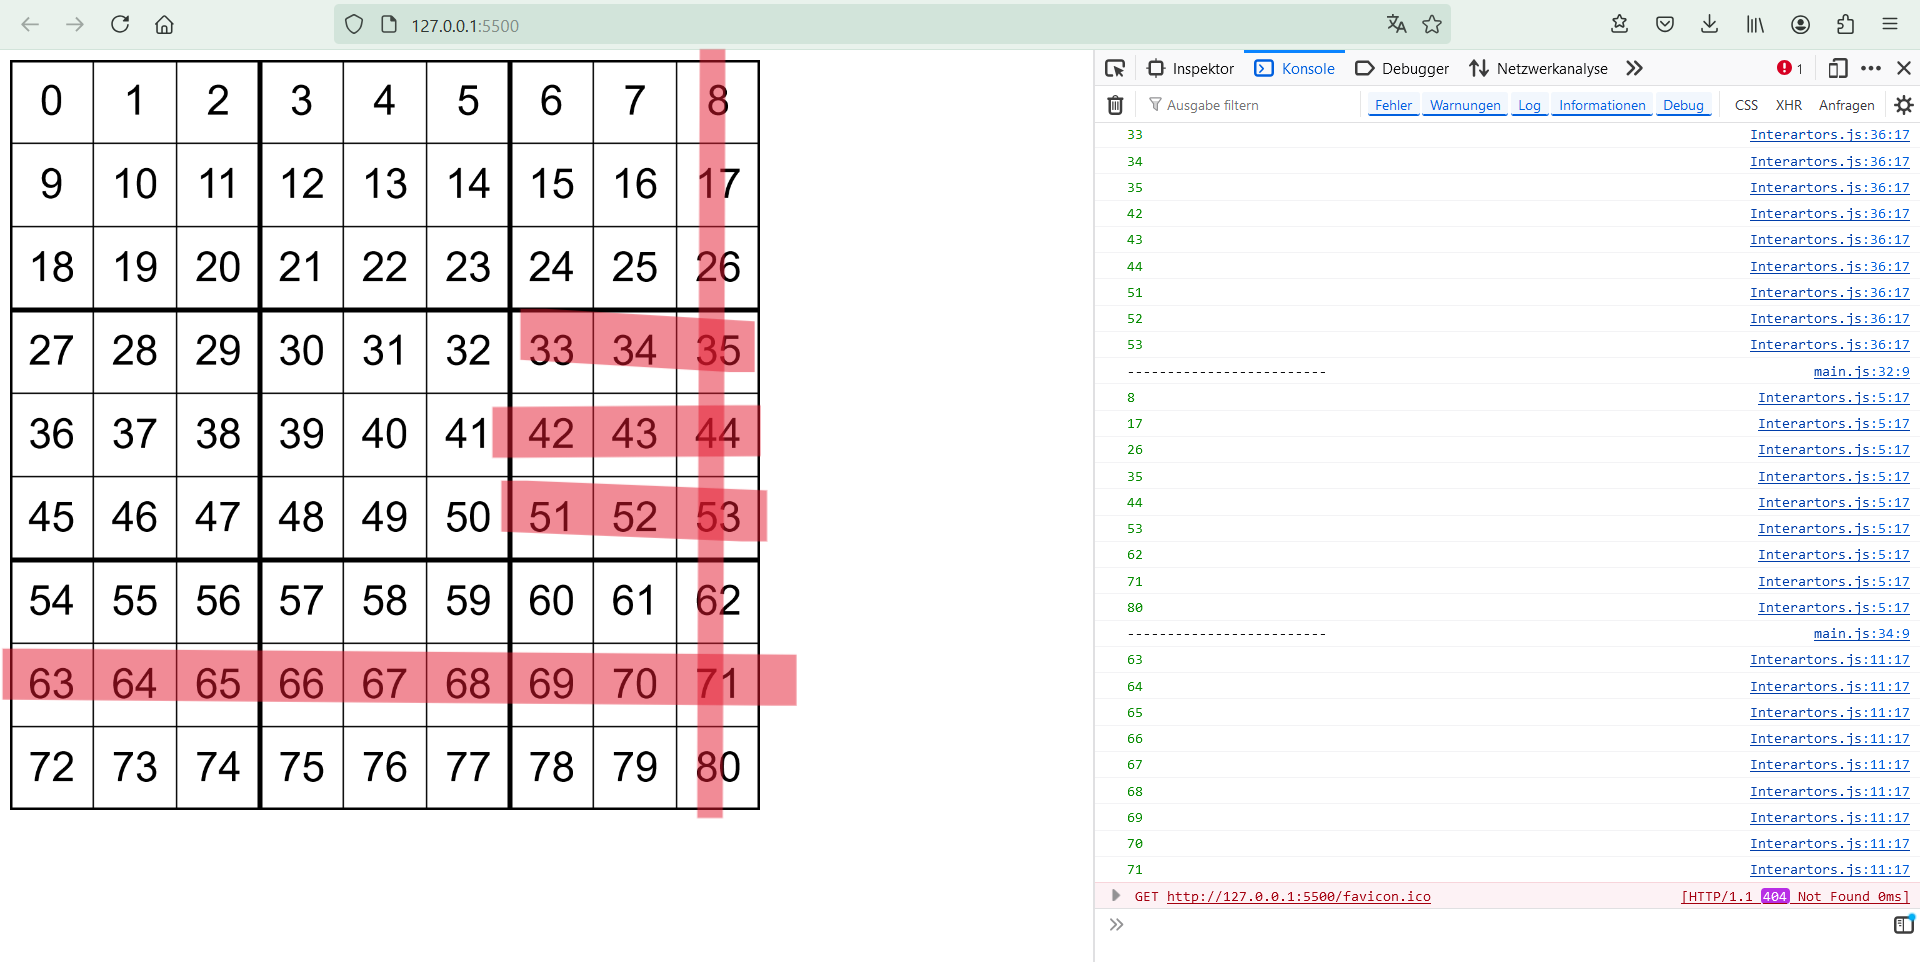 127.0.0.1:5500
0 1 2 3 4 5 6 7 8
9 10 11 12 13 14 15 16 17
18 19 20 21 22 23 24 25 26
27 28 29 30 31 32 33 34 35
36 37 38 39 40 41 42 43 44
45 46 47 48 49 50 51 52 53
54 55 56 57 58 59 60 61 62
63 64 65 66 67 68 69 70 71
72 73 74 75 76 77 78 79 80
Inspektor Konsole Debugger Netzwerkanalyse 1
Ausgabe filtern Fehler Warnungen Log Informationen Debug CSS XHR Anfragen
33 Interartors.js:36:17
34 Interartors.js:36:17
35 Interartors.js:36:17
42 Interartors.js:36:17
43 Interartors.js:36:17
44 Interartors.js:36:17
51 Interartors.js:36:17
52 Interartors.js:36:17
53 Interartors.js:36:17
------------------------- main.js:32:9
8 Interartors.js:5:17
17 Interartors.js:5:17
26 Interartors.js:5:17
35 Interartors.js:5:17
44 Interartors.js:5:17
53 Interartors.js:5:17
62 Interartors.js:5:17
71 Interartors.js:5:17
80 Interartors.js:5:17
------------------------- main.js:34:9
63 Interartors.js:11:17
64 Interartors.js:11:17
65 Interartors.js:11:17
66 Interartors.js:11:17
67 Interartors.js:11:17
68 Interartors.js:11:17
69 Interartors.js:11:17
70 Interartors.js:11:17
71 Interartors.js:11:17
GET http://127.0.0.1:5500/favicon.ico [HTTP/1.1 404 Not Found 0ms]